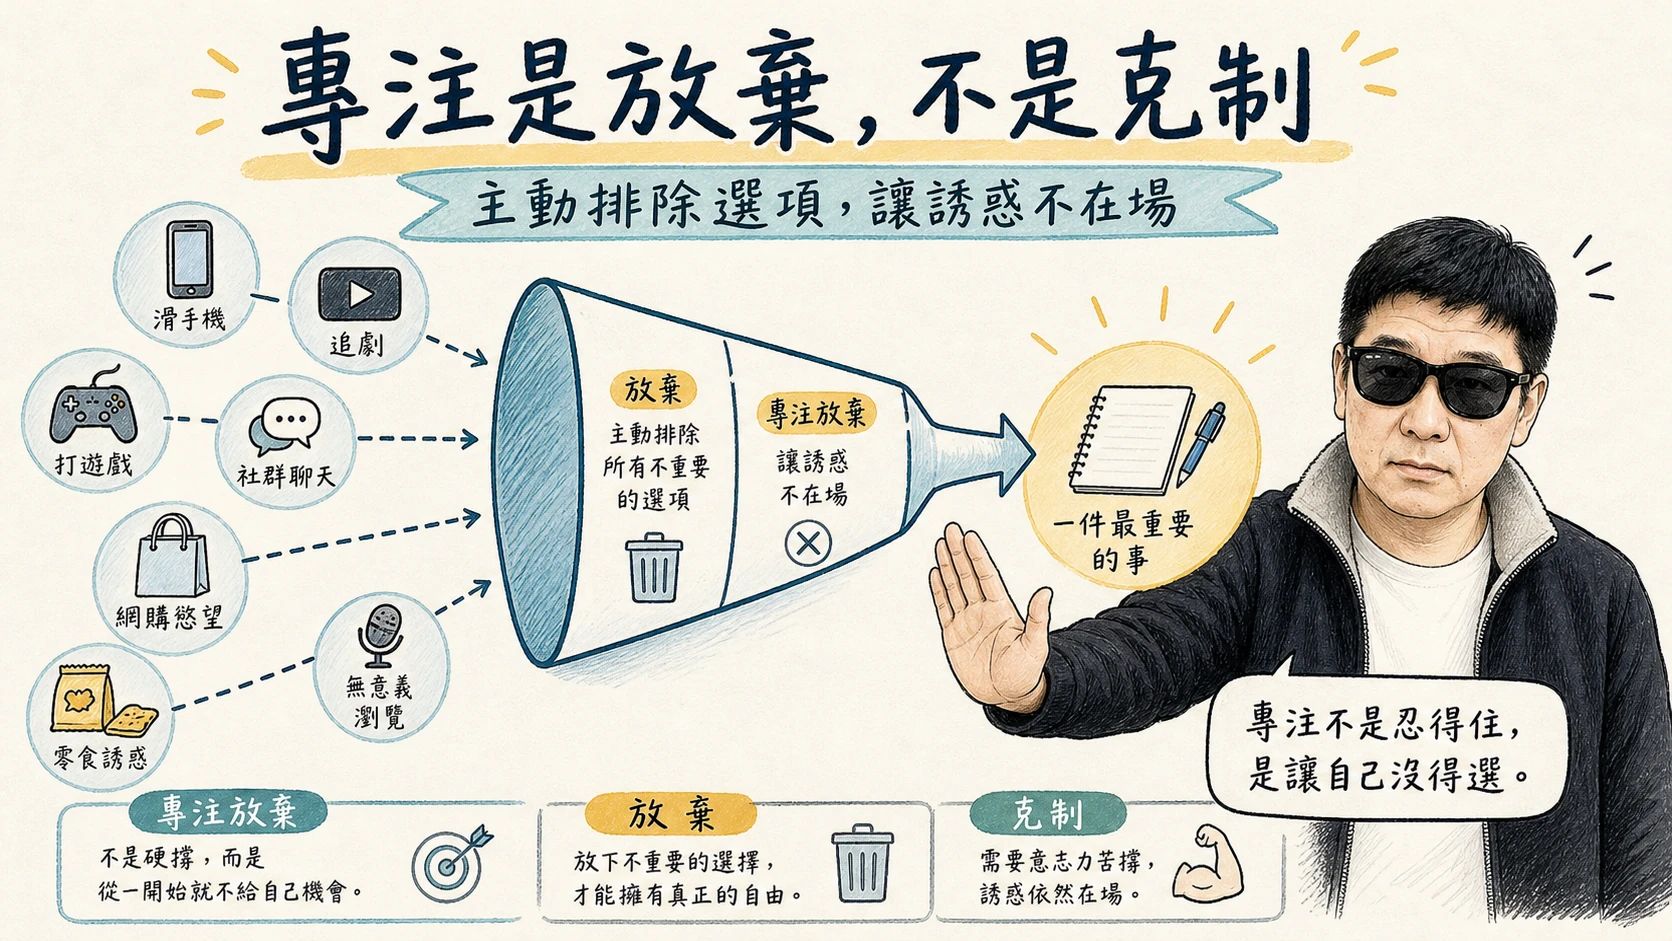 專注是放棄，不是克制
主動排除選項，讓誘惑不在場
滑手機
追劇
打遊戲
社群聊天
網購慾望
無意義
瀏覽
零食誘惑
放棄
主動排除
所有不重要
的選項
專注放棄
讓誘惑
不在場
一件最重要
的事
專注不是忍得住，
是讓自己沒得選。
專注放棄
不是硬撐，而是
從一開始就不給自己機會。
放棄
放下不重要的選擇，
才能擁有真正的自由。
克制
需要意志力苦撐，
誘惑依然在場。